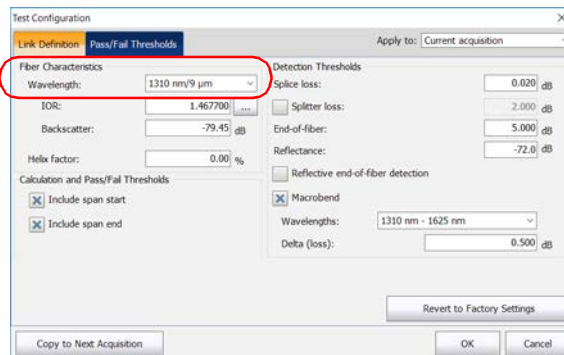 Test Configuration
Link Definition
Pass/Fail Thresholds
Apply to:
Current acquisition
Fiber Characteristics
Wavelength:
1310 nm/9 µm
IOR:
1.467700
...
Backscatter:
-79.45 dB
Helix factor:
0.00 %
Calculation and Pass/Fail Thresholds
Include span start
Include span end
Detection Thresholds
Splice loss:
0.020 dB
Splitter loss:
2.000 dB
End-of-fiber:
5.000 dB
Reflectance:
-72.0 dB
Reflective end-of-fiber detection
Macrobend
Wavelengths:
1310 nm - 1625 nm
Delta (loss):
0.500 dB
Revert to Factory Settings
Copy to Next Acquisition
OK
Cancel